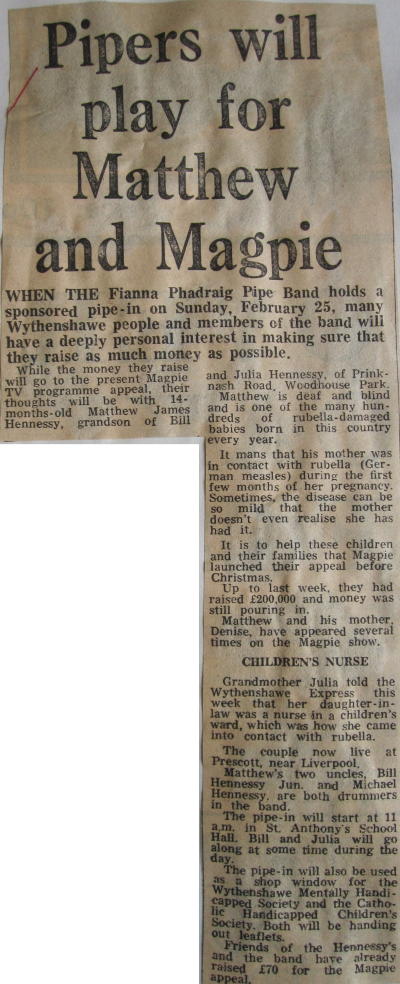 Pipers will
play for
Matthew
and Magpie
WHEN THE Fianna Phadraig Pipe Band holds a
sponsored pipe-in on Sunday, February 25, many
Wythenshawe people and members of the band will
have a deeply personal interest in making sure that
they raise as much money as possible.
While the money they raise
will go to the present Magpie
TV programme appeal, their
thoughts will be with 14-
months-old Matthew James
Hennessy, grandson of Bill
and Julia Hennessy, of Prink-
nash Road, Woodhouse Park.
Matthew is deaf and blind
and is one of the many hun-
dreds of rubella-damaged
babies born in this country
every year.
It mans that his mother was
in contact with rubella (Ger-
man measles) during the first
few months of her pregnancy.
Sometimes, the disease can be
so mild that the mother
doesn't even realise she has
had it.
It is to help these children
and their families that Magpie
launched their appeal before
Christmas.
Up to last week, they had
raised £200,000 and money was
still pouring in.
Matthew and his mother,
Denise, have appeared several
times on the Magpie show.
CHILDREN'S NURSE
Grandmother Julia told the
Wythenshawe Express this
week that her daughter-in-
law was a nurse in a children's
ward, which was how she came
into contact with rubella.
The couple now live at
Prescott, near Liverpool.
Matthew's two uncles, Bill
Hennessy Jun. and Michael
Hennessy, are both drummers
in the band.
The pipe-in will start at 11
a.m. in St. Anthony's School
Hall. Bill and Julia will go
along at some time during the
day.
The pipe-in will also be used
as a shop window for the
Wythenshawe Mentally Handi-
capped Society and the Catho-
lic Handicapped Children's
Society. Both will be handing
out leaflets.
Friends of the Hennessy's
and the band have already
raised £70 for the Magpie
appeal.